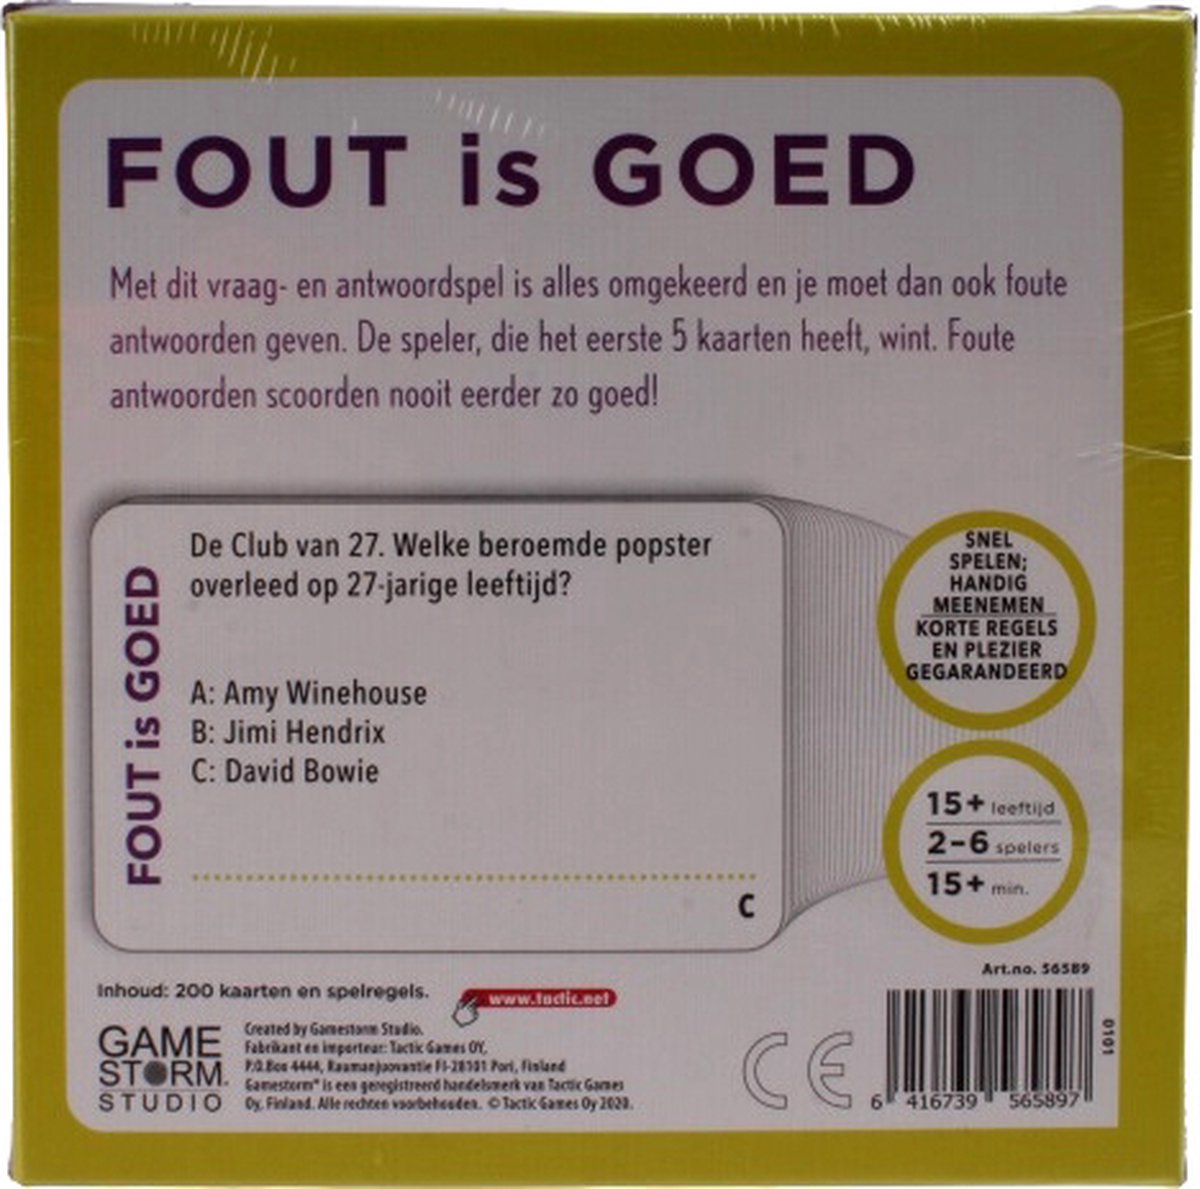 FOUT is GOED
Met dit vraag- en antwoordspel is alles omgekeerd en je moet dan ook foute
antwoorden geven. De speler, die het eerste 5 kaarten heeft, wint. Foute
antwoorden scoorden nooit eerder zo goed!
FOUT is GOED
De Club van 27. Welke beroemde popster
overleed op 27-jarige leeftijd?
A: Amy Winehouse
B: Jimi Hendrix
C: David Bowie
C
SNEL
SPELEN;
HANDIG
MEENEMEN
KORTE REGELS
EN PLEZIER
GEGARANDEERD
15+ leeftijd
2-6 spelers
15+ min.
Art.no. 56589
Inhoud: 200 kaarten en spelregels.
www.tactic.net
GAME
STORM
STUDIO
Created by Gamestorm Studio.
Fabrikant en importeur: Tactic Games OY,
P.O.Box 4444, Raumanjuovantie FI-28101 Pori, Finland
Gamestorm® is een geregistreerd handelsmerk van Tactic Games
Oy, Finland. Alle rechten voorbehouden. © Tactic Games Oy 2020.
CE
0101
6 416739 565897